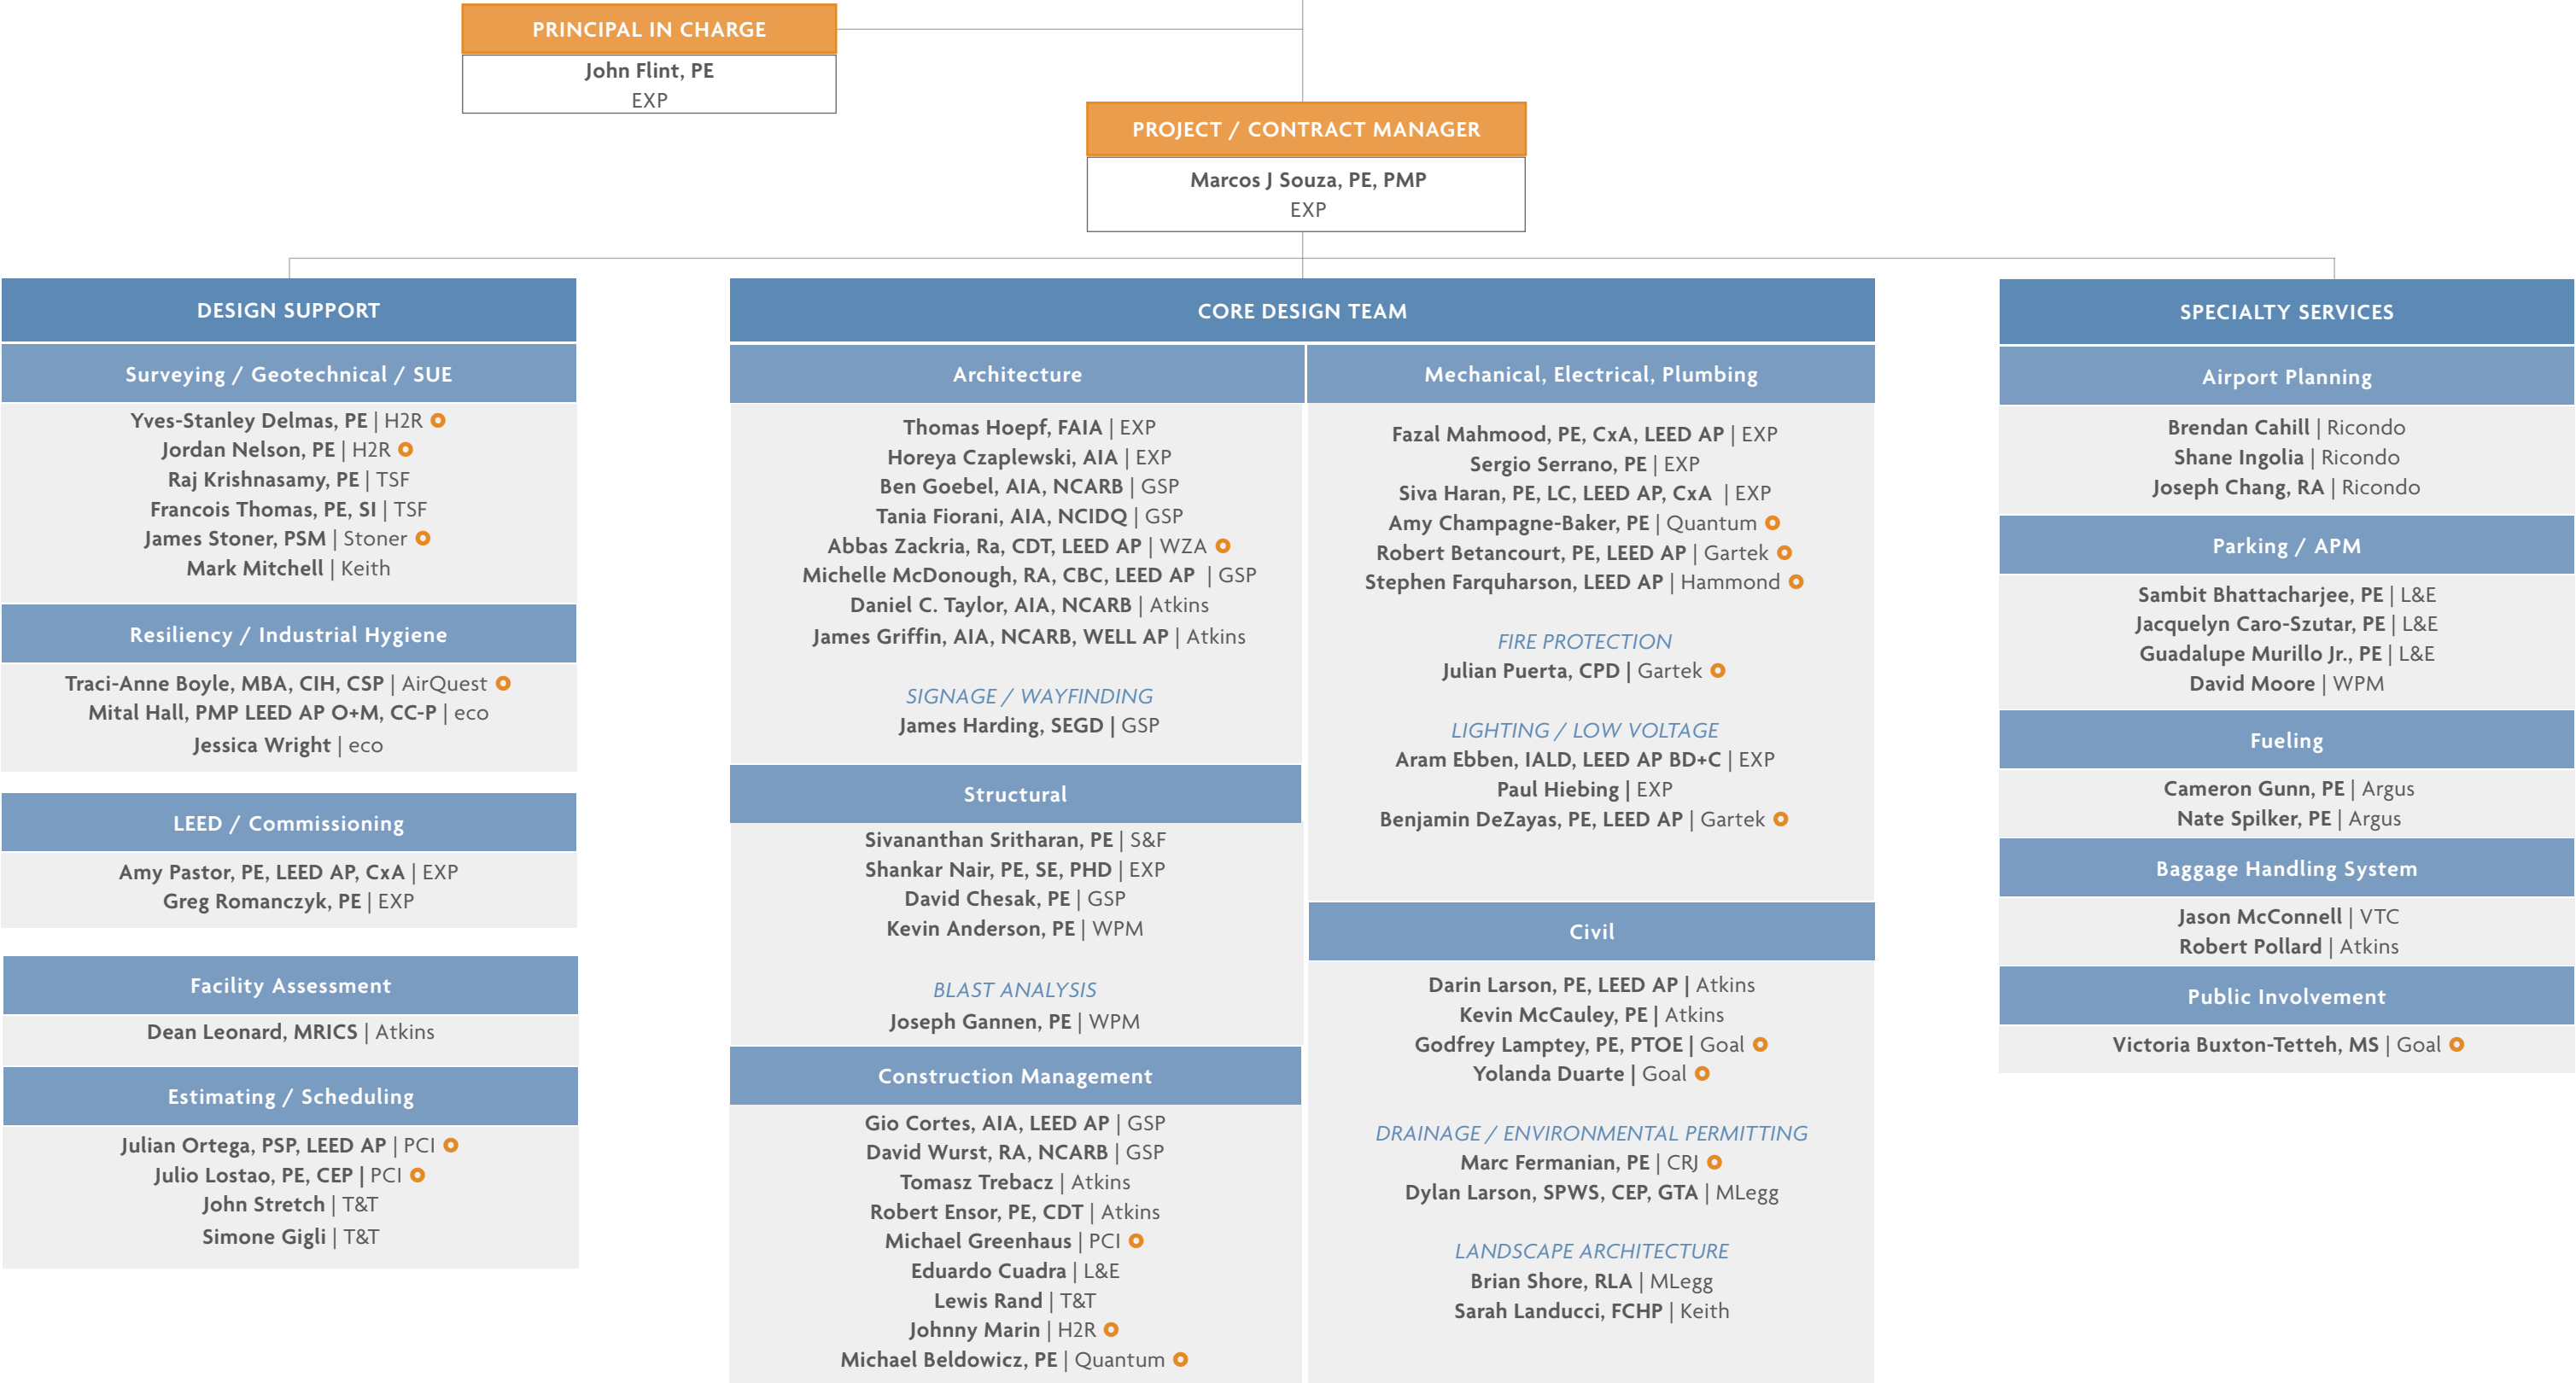 PRINCIPAL IN CHARGE
John Flint, PE
EXP
PROJECT / CONTRACT MANAGER
Marcos J Souza, PE, PMP
EXP
DESIGN SUPPORT
Surveying / Geotechnical / SUE
Yves-Stanley Delmas, PE | H2R
Jordan Nelson, PE | H2R
Raj Krishnasamy, PE | TSF
Francois Thomas, PE, SI | TSF
James Stoner, PSM | Stoner
Mark Mitchell | Keith
Resiliency / Industrial Hygiene
Traci-Anne Boyle, MBA, CIH, CSP | AirQuest
Mital Hall, PMP LEED AP O+M, CC-P | eco
Jessica Wright | eco
LEED / Commissioning
Amy Pastor, PE, LEED AP, CxA | EXP
Greg Romanczyk, PE | EXP
Facility Assessment
Dean Leonard, MRICS | Atkins
Estimating / Scheduling
Julian Ortega, PSP, LEED AP | PCI
Julio Lostao, PE, CEP | PCI
John Stretch | T&T
Simone Gigli | T&T
CORE DESIGN TEAM
Architecture
Thomas Hoepf, FAIA | EXP
Horeya Czaplewski, AIA | EXP
Ben Goebel, AIA, NCARB | GSP
Tania Fiorani, AIA, NCIDQ | GSP
Abbas Zackria, Ra, CDT, LEED AP | WZA
Michelle McDonough, RA, CBC, LEED AP | GSP
Daniel C. Taylor, AIA, NCARB | Atkins
James Griffin, AIA, NCARB, WELL AP | Atkins
SIGNAGE / WAYFINDING
James Harding, SEGD | GSP
Structural
Sivananthan Sritharan, PE | S&F
Shankar Nair, PE, SE, PHD | EXP
David Chesak, PE | GSP
Kevin Anderson, PE | WPM
BLAST ANALYSIS
Joseph Gannen, PE | WPM
Construction Management
Gio Cortes, AIA, LEED AP | GSP
David Wurst, RA, NCARB | GSP
Tomasz Trebacz | Atkins
Robert Ensor, PE, CDT | Atkins
Michael Greenhaus | PCI
Eduardo Cuadra | L&E
Lewis Rand | T&T
Johnny Marin | H2R
Michael Beldowicz, PE | Quantum
Mechanical, Electrical, Plumbing
Fazal Mahmood, PE, CxA, LEED AP | EXP
Sergio Serrano, PE | EXP
Siva Haran, PE, LC, LEED AP, CxA | EXP
Amy Champagne-Baker, PE | Quantum
Robert Betancourt, PE, LEED AP | Gartek
Stephen Farquharson, LEED AP | Hammond
FIRE PROTECTION
Julian Puerta, CPD | Gartek
LIGHTING / LOW VOLTAGE
Aram Ebben, IALD, LEED AP BD+C | EXP
Paul Hiebing | EXP
Benjamin DeZayas, PE, LEED AP | Gartek
Civil
Darin Larson, PE, LEED AP | Atkins
Kevin McCauley, PE | Atkins
Godfrey Lamptey, PE, PTOE | Goal
Yolanda Duarte | Goal
DRAINAGE / ENVIRONMENTAL PERMITTING
Marc Fermanian, PE | CRJ
Dylan Larson, SPWS, CEP, GTA | MLegg
LANDSCAPE ARCHITECTURE
Brian Shore, RLA | MLegg
Sarah Landucci, FCHP | Keith
SPECIALTY SERVICES
Airport Planning
Brendan Cahill | Ricondo
Shane Ingolia | Ricondo
Joseph Chang, RA | Ricondo
Parking / APM
Sambit Bhattacharjee, PE | L&E
Jacquelyn Caro-Szutar, PE | L&E
Guadalupe Murillo Jr., PE | L&E
David Moore | WPM
Fueling
Cameron Gunn, PE | Argus
Nate Spilker, PE | Argus
Baggage Handling System
Jason McConnell | VTC
Robert Pollard | Atkins
Public Involvement
Victoria Buxton-Tetteh, MS | Goal